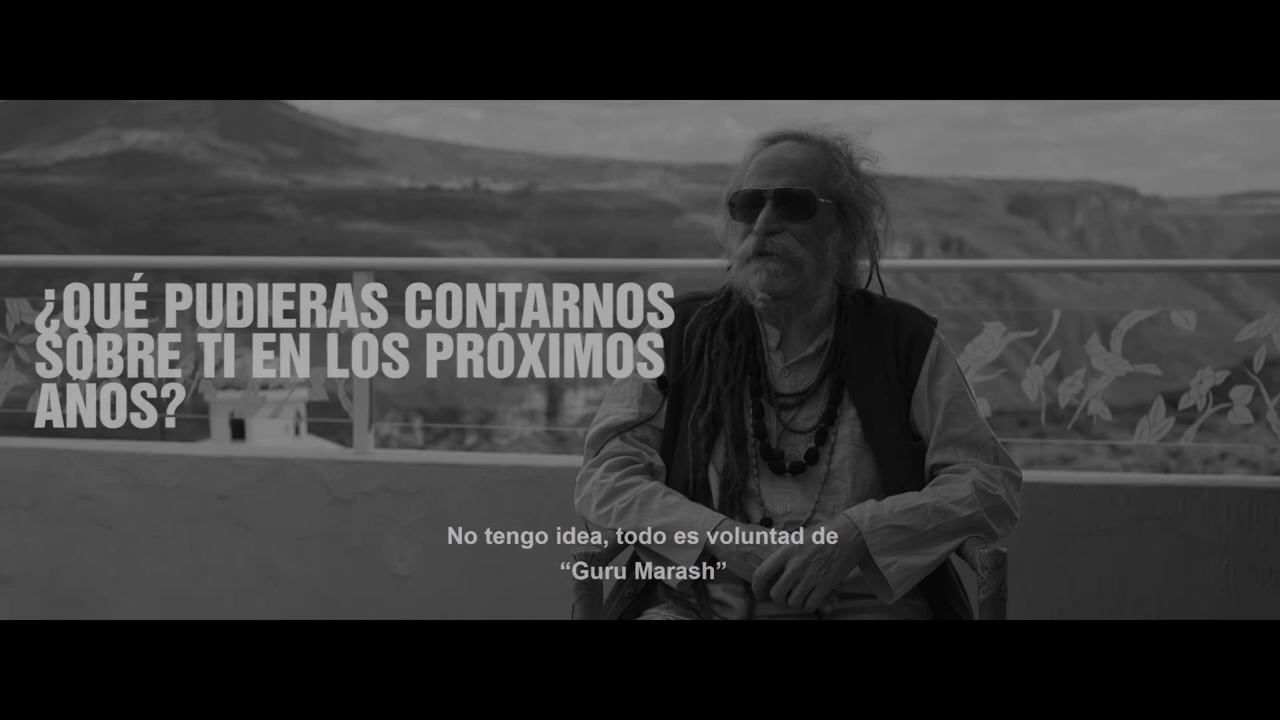 ¿QUÉ PUDIERAS CONTARNOS
SOBRE TI EN LOS PRÓXIMOS
AÑOS?
No tengo idea, todo es voluntad de
“Guru Marash”